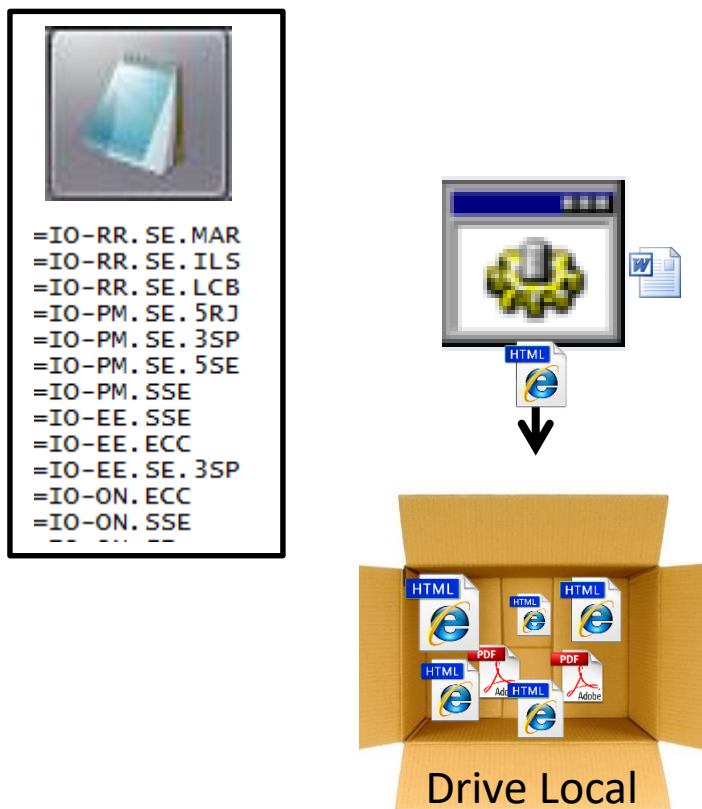 =IO-RR.SE.MAR
=IO-RR.SE.ILS
=IO-RR.SE.LCB
=IO-PM.SE.5RJ
=IO-PM.SE.3SP
=IO-PM.SE.5SE
=IO-PM.SSE
=IO-EE.SSE
=IO-EE.ECC
=IO-EE.SE.3SP
=IO-ON.ECC
=IO-ON.SSE
W
HTML
HTML
HTML
HTML
PDF
PDF
HTML
Adobe
HTML
Drive Local